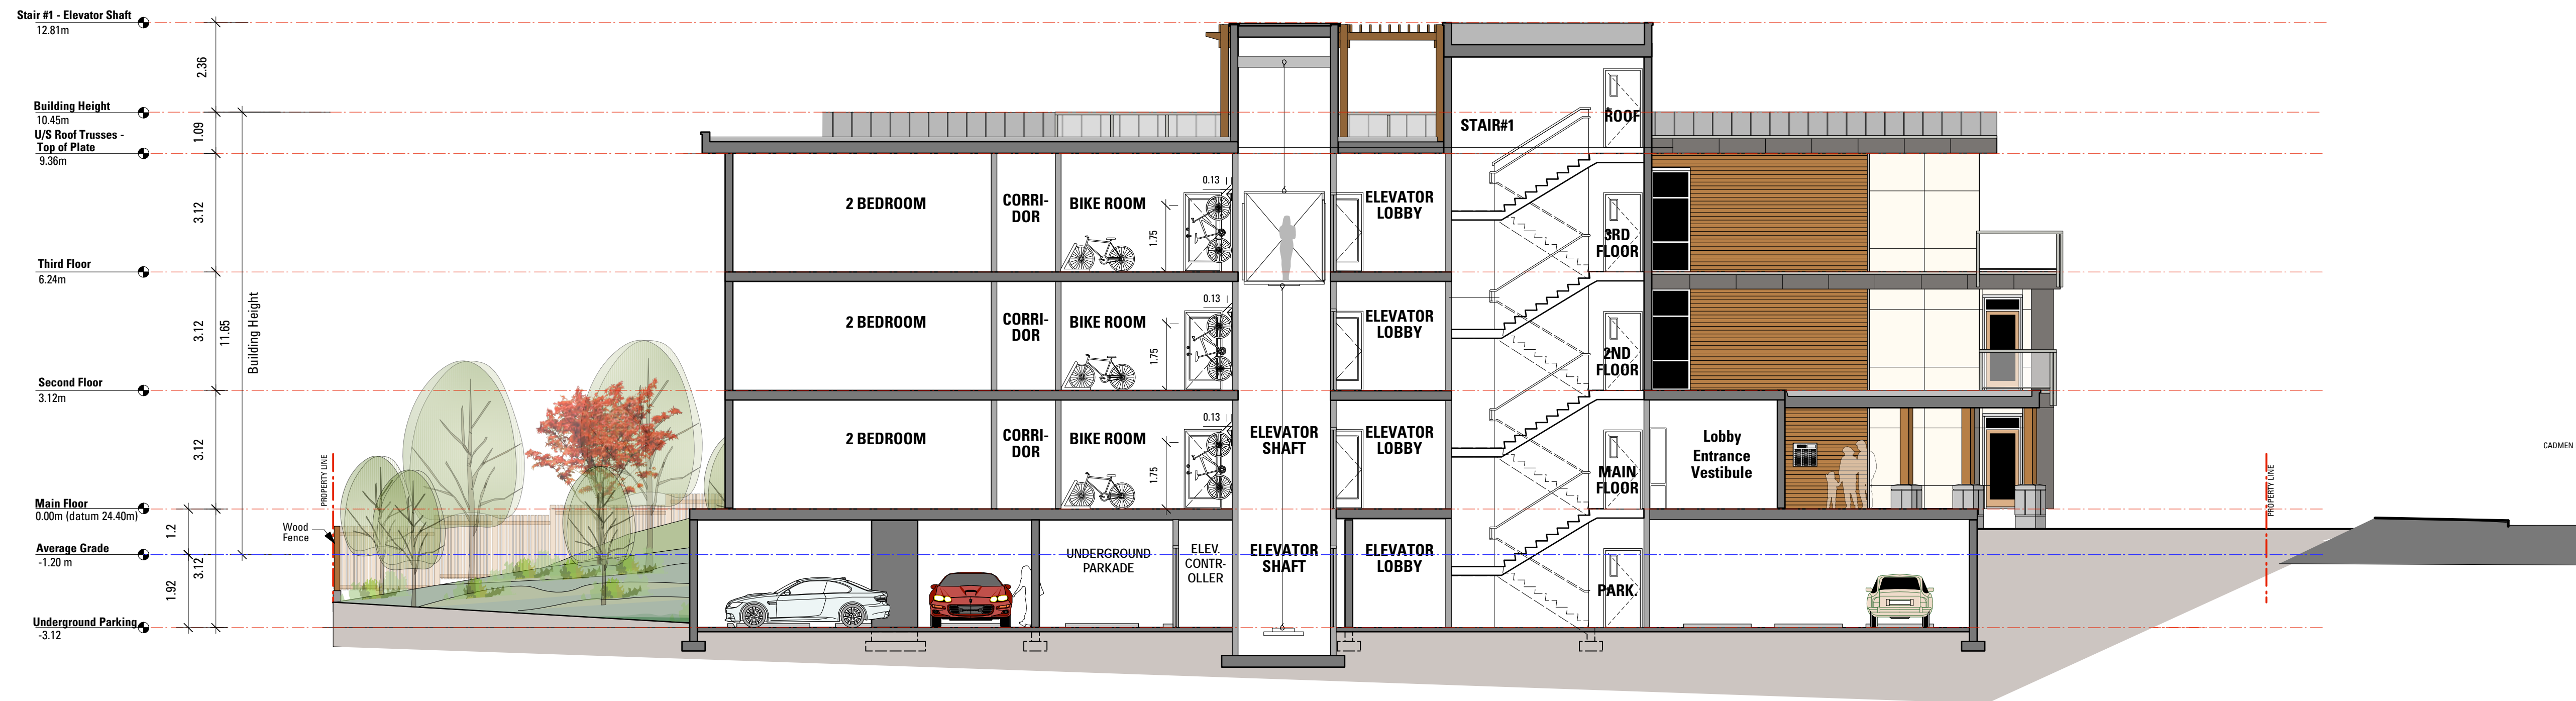 Stair #1 - Elevator Shaft
12.81m
2.36
Building Height
10.45m
1.09
U/S Roof Trusses -
Top of Plate
9.36m
3.12
Third Floor
6.24m
3.12
11.65
Building Height
Second Floor
3.12m
3.12
Main Floor
0.00m (datum 24.40m)
1.2
Average Grade
-1.20 m
3.12
1.92
Underground Parking
-3.12
PROPERTY LINE
Wood
Fence
STAIR#1
ROOF
2 BEDROOM
CORRI-
DOR
BIKE ROOM
0.13
1.75
ELEVATOR
LOBBY
3RD
FLOOR
2 BEDROOM
CORRI-
DOR
BIKE ROOM
0.13
1.75
ELEVATOR
LOBBY
2ND
FLOOR
2 BEDROOM
CORRI-
DOR
BIKE ROOM
0.13
1.75
ELEVATOR
SHAFT
ELEVATOR
LOBBY
MAIN
FLOOR
Lobby
Entrance
Vestibule
UNDERGROUND
PARKADE
ELEV.
CONTR-
OLLER
ELEVATOR
SHAFT
ELEVATOR
LOBBY
PARK.
PROPERTY LINE
CADMEN